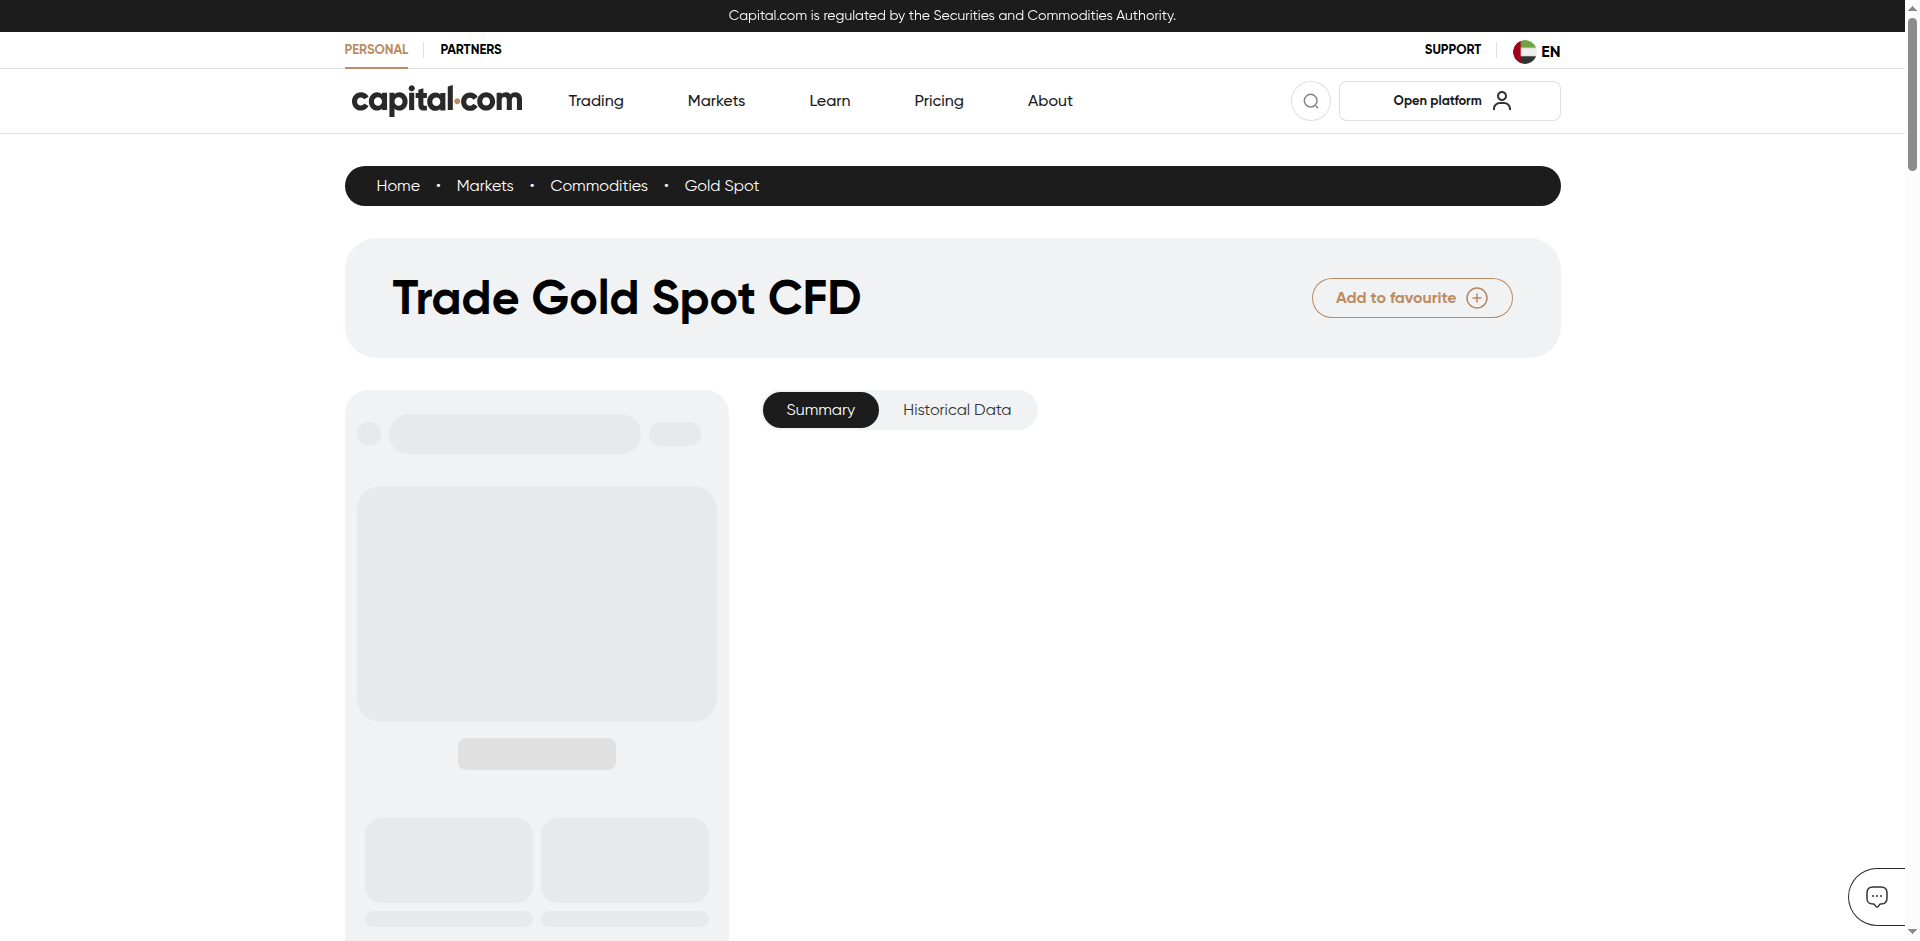 Capital.com is regulated by the Securities and Commodities Authority.
PERSONAL PARTNERS SUPPORT EN
capital.com Trading Markets Learn Pricing About Open platform
Home • Markets • Commodities • Gold Spot
Trade Gold Spot CFD Add to favourite
Summary Historical Data